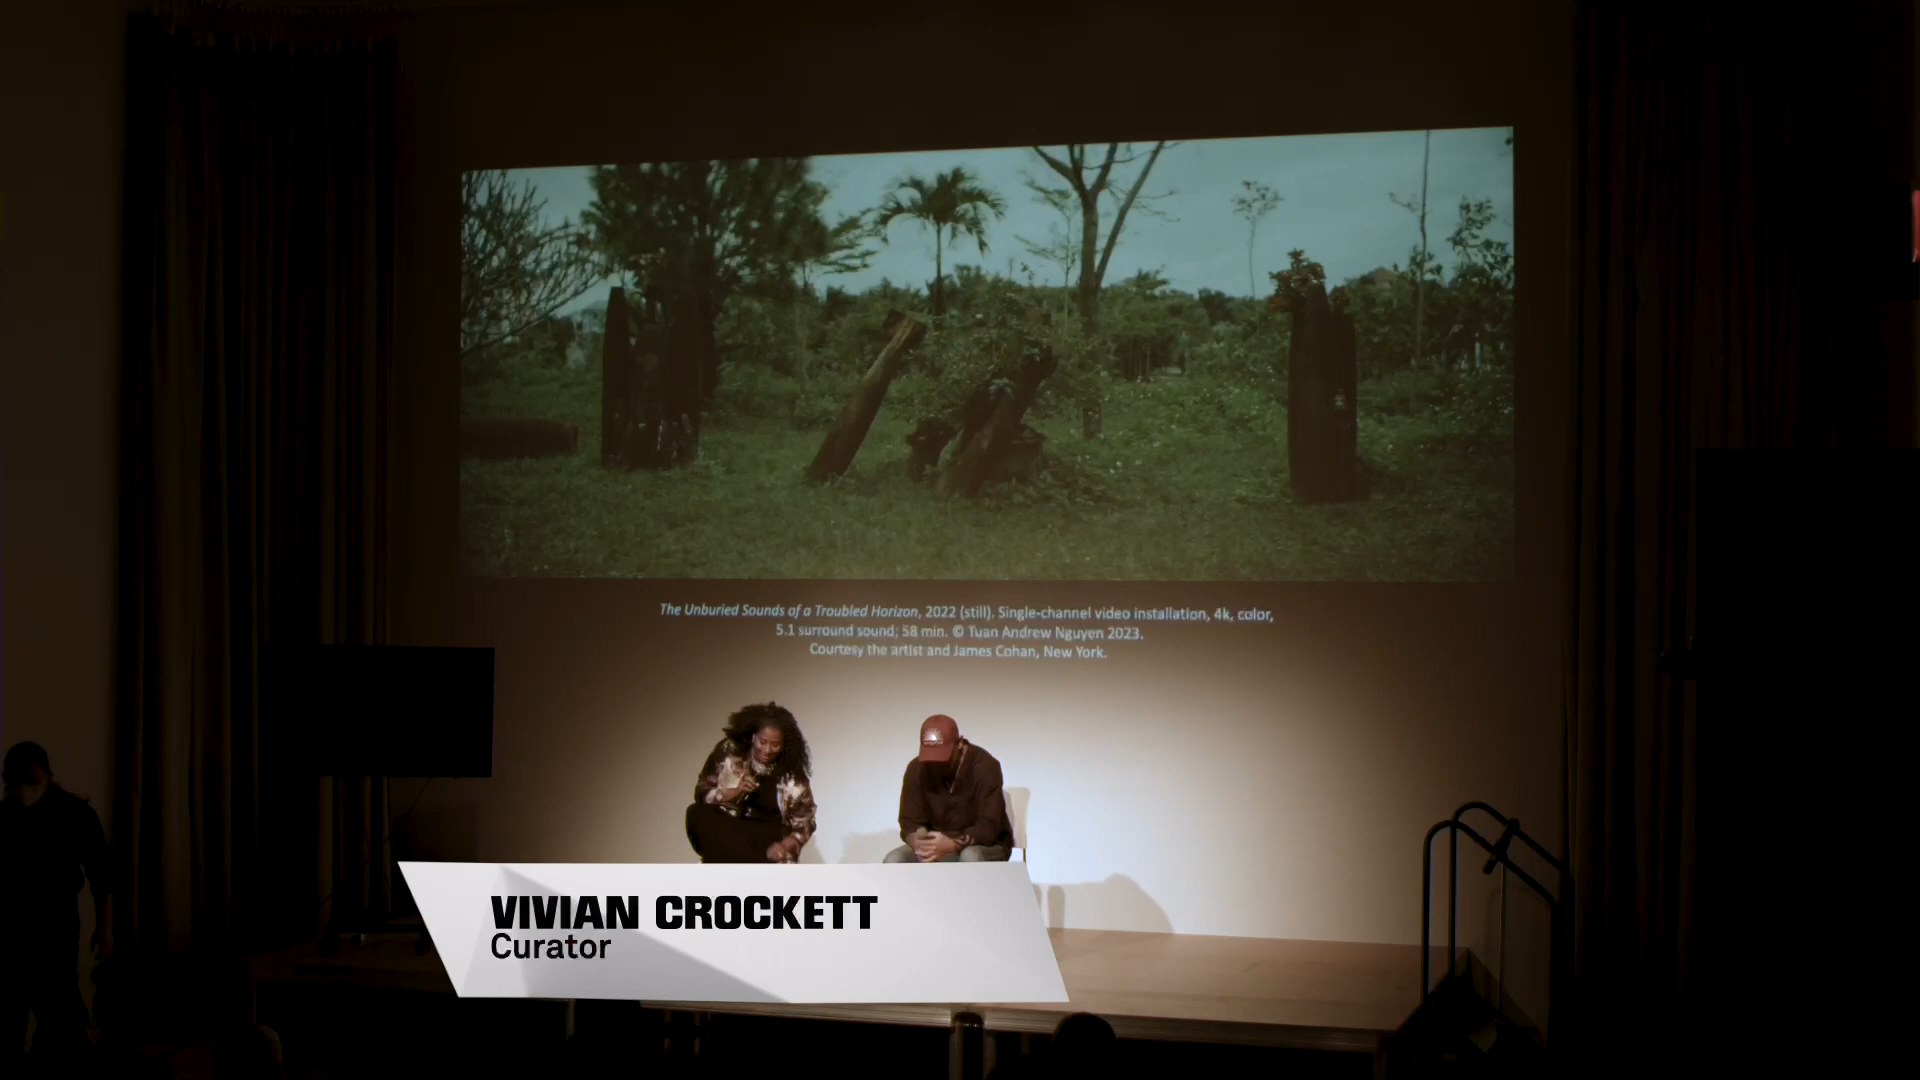 The Unburied Sounds of a Troubled Horizon, 2022 (still). Single-channel video installation, 4k, color,
5.1 surround sound; 58 min. © Tuan Andrew Nguyen 2023.
Courtesy the artist and James Cohan, New York.
VIVIAN CROCKETT
Curator